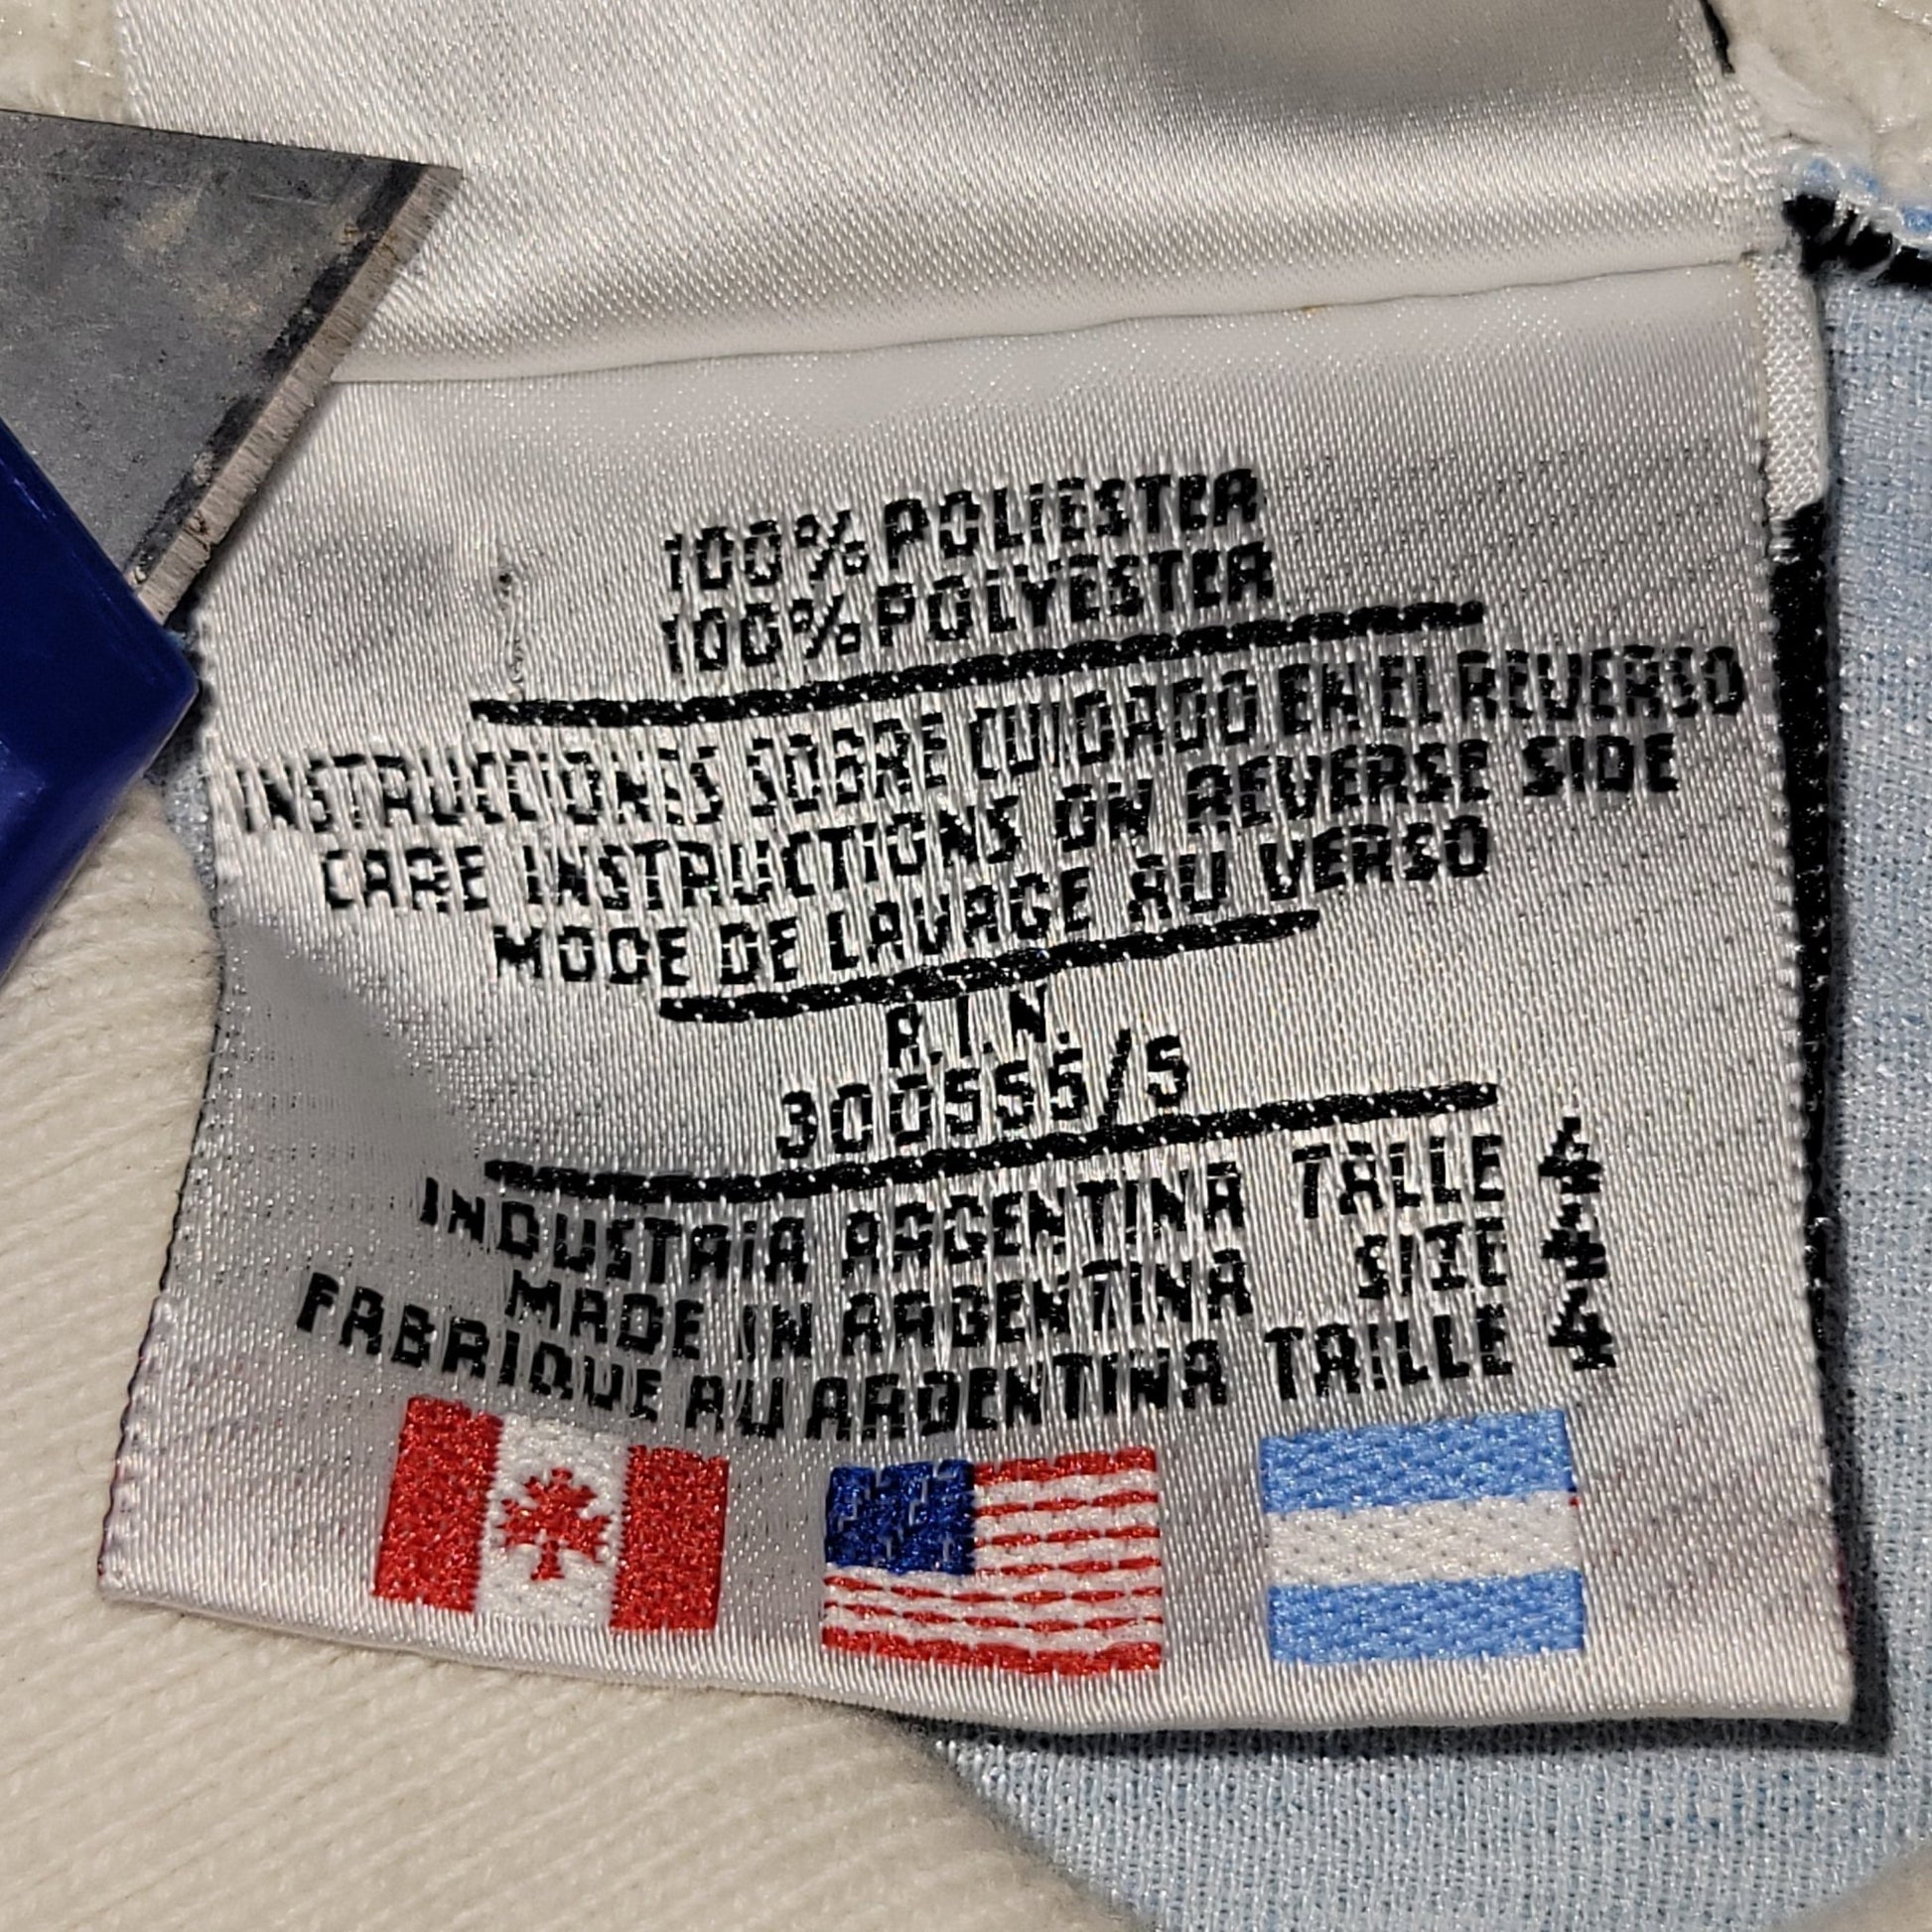 100% POLIESTER
100% POLYESTER
INSTRUCCIONES SOBRE CUIDADO EN EL REVERSO
CARE INSTRUCTIONS ON REVERSE SIDE
MODE DE LAVAGE AU VERSO
R.I.N.
300555/5
INDUSTRIA ARGENTINA TALLE 4
MADE IN ARGENTINA SIZE 4
FABRIQUE AU ARGENTINA TAILLE 4